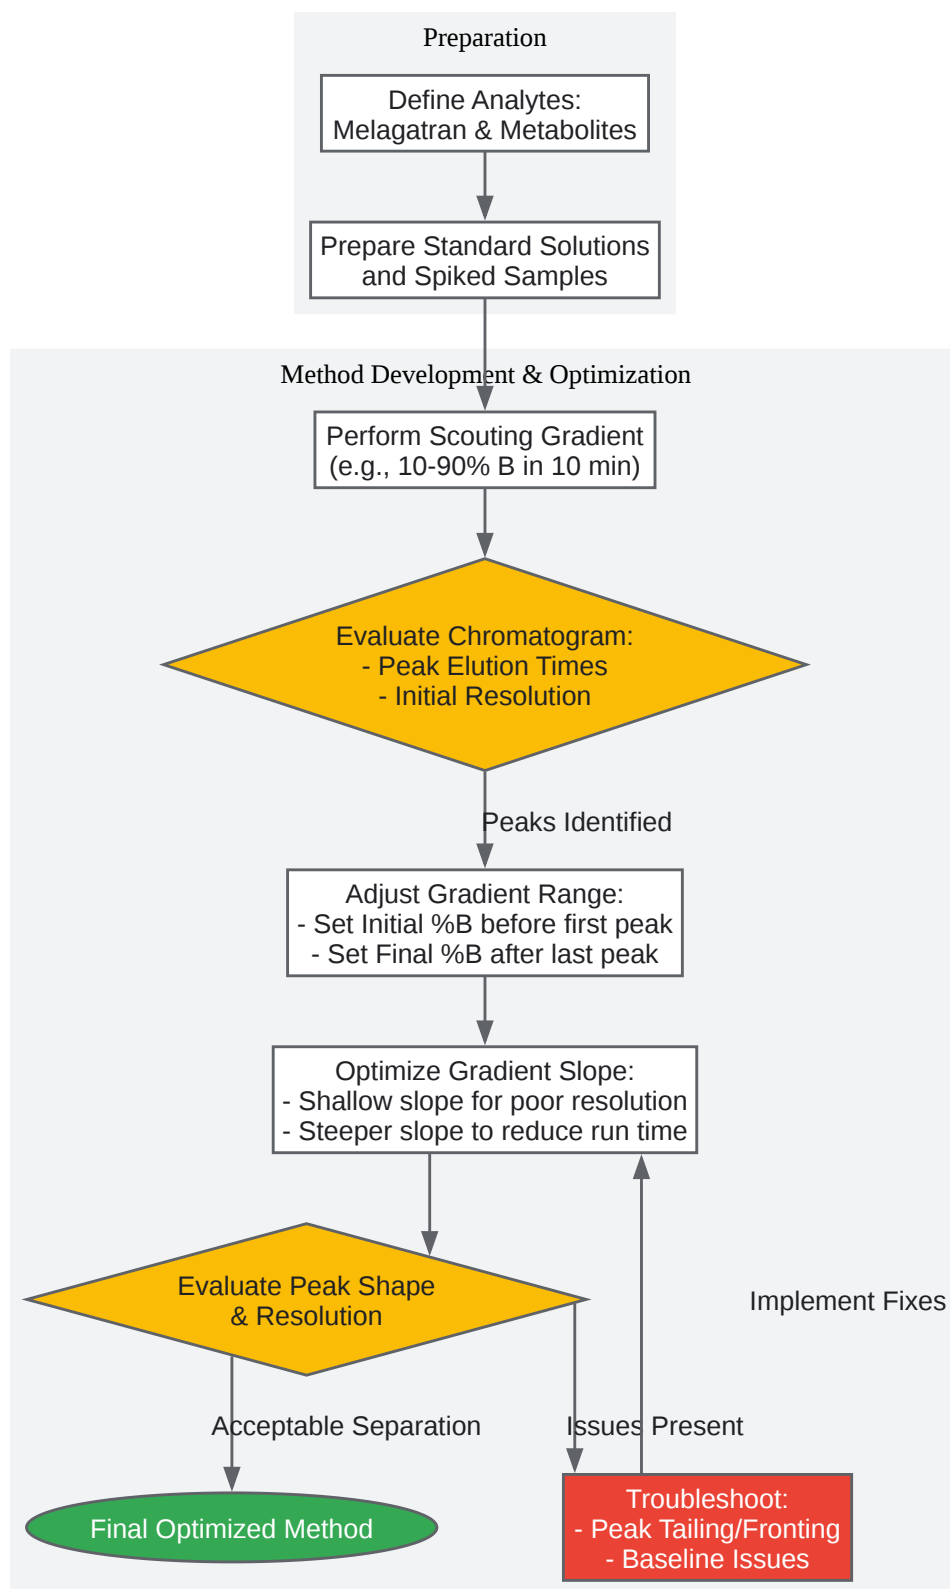 Preparation
Define Analytes:
Melagatran & Metabolites
Prepare Standard Solutions
and Spiked Samples
Method Development & Optimization
Perform Scouting Gradient
(e.g., 10-90% B in 10 min)
Evaluate Chromatogram:
- Peak Elution Times
- Initial Resolution
Peaks Identified
Adjust Gradient Range:
- Set Initial %B before first peak
- Set Final %B after last peak
Optimize Gradient Slope:
- Shallow slope for poor resolution
- Steeper slope to reduce run time
Evaluate Peak Shape
& Resolution
Implement Fixes
Acceptable Separation
Issues Present
Final Optimized Method
Troubleshoot:
- Peak Tailing/Fronting
- Baseline Issues